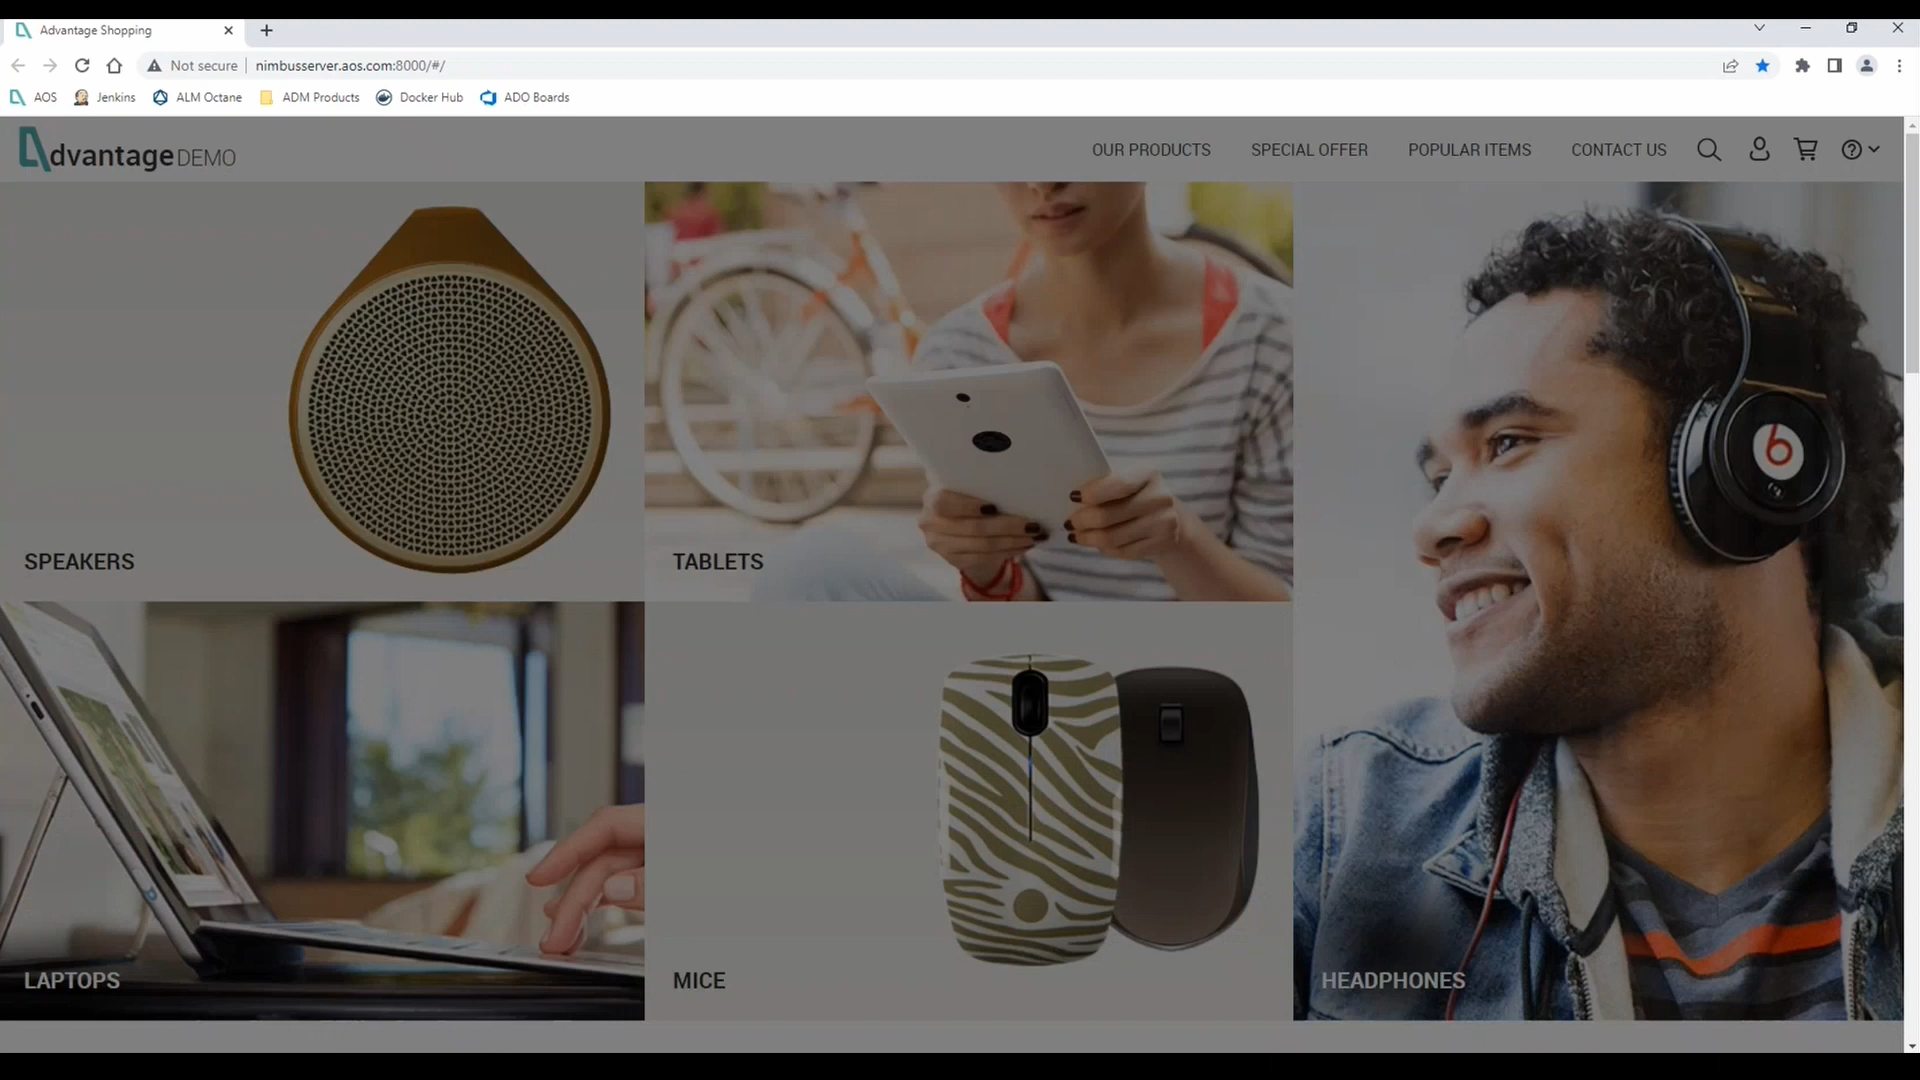 Advantage Shopping
Not secure
nimbusserver.aos.com:8000/#/
AOS
Jenkins
ALM Octane
ADM Products
Docker Hub
ADO Boards
dvantage DEMO
OUR PRODUCTS
SPECIAL OFFER
POPULAR ITEMS
CONTACT US
SPEAKERS
TABLETS
LAPTOPS
MICE
HEADPHONES